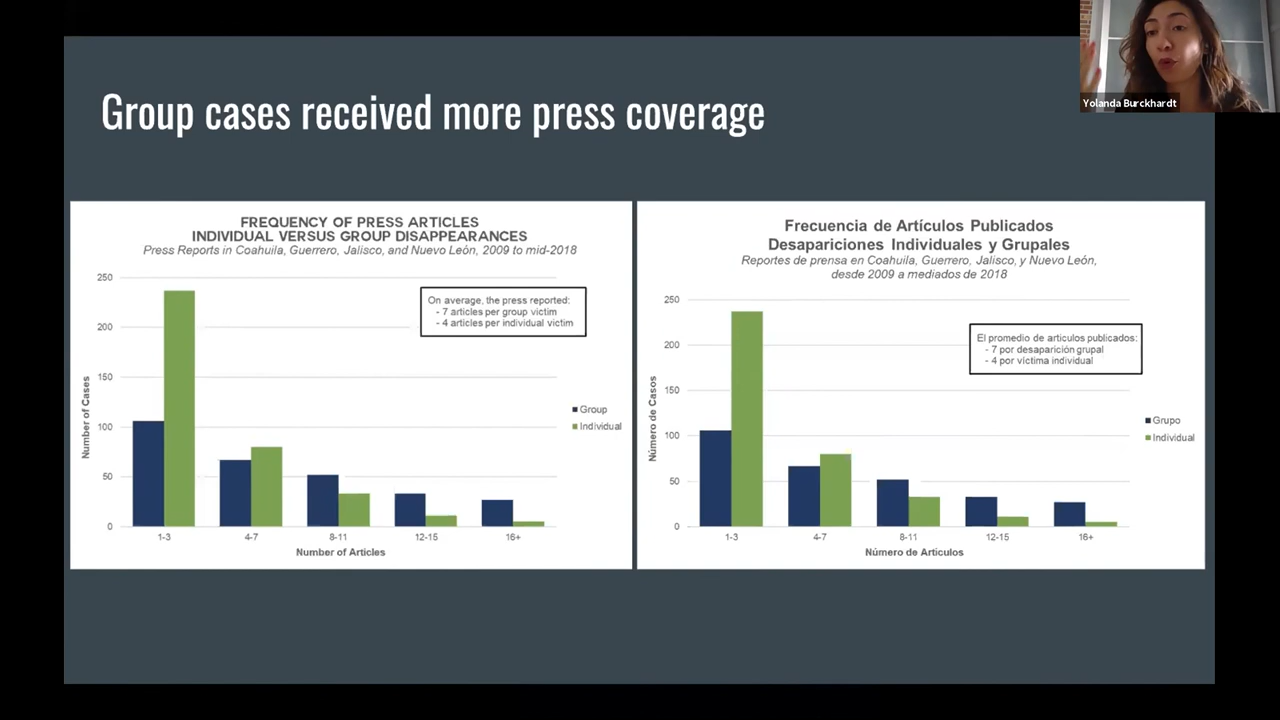 Yolanda Burckhardt
Group cases received more press coverage
FREQUENCY OF PRESS ARTICLES
INDIVIDUAL VERSUS GROUP DISAPPEARANCES
Press Reports in Coahuila, Guerrero, Jalisco, and Nuevo León, 2009 to mid-2018
250
200
150
100
50
0
Number of Cases
On average, the press reported:
- 7 articles per group victim
- 4 articles per individual victim
Group
Individual
1-3 4-7 8-11 12-15 16+
Number of Articles
Frecuencia de Artículos Publicados
Desapariciones Individuales y Grupales
Reportes de prensa en Coahuila, Guerrero, Jalisco, y Nuevo León,
desde 2009 a mediados de 2018
250
200
150
100
50
0
Número de Casos
El promedio de articulos publicados:
- 7 por desaparición grupal
- 4 por víctima individual
Grupo
Individual
1-3 4-7 8-11 12-15 16+
Número de Artículos